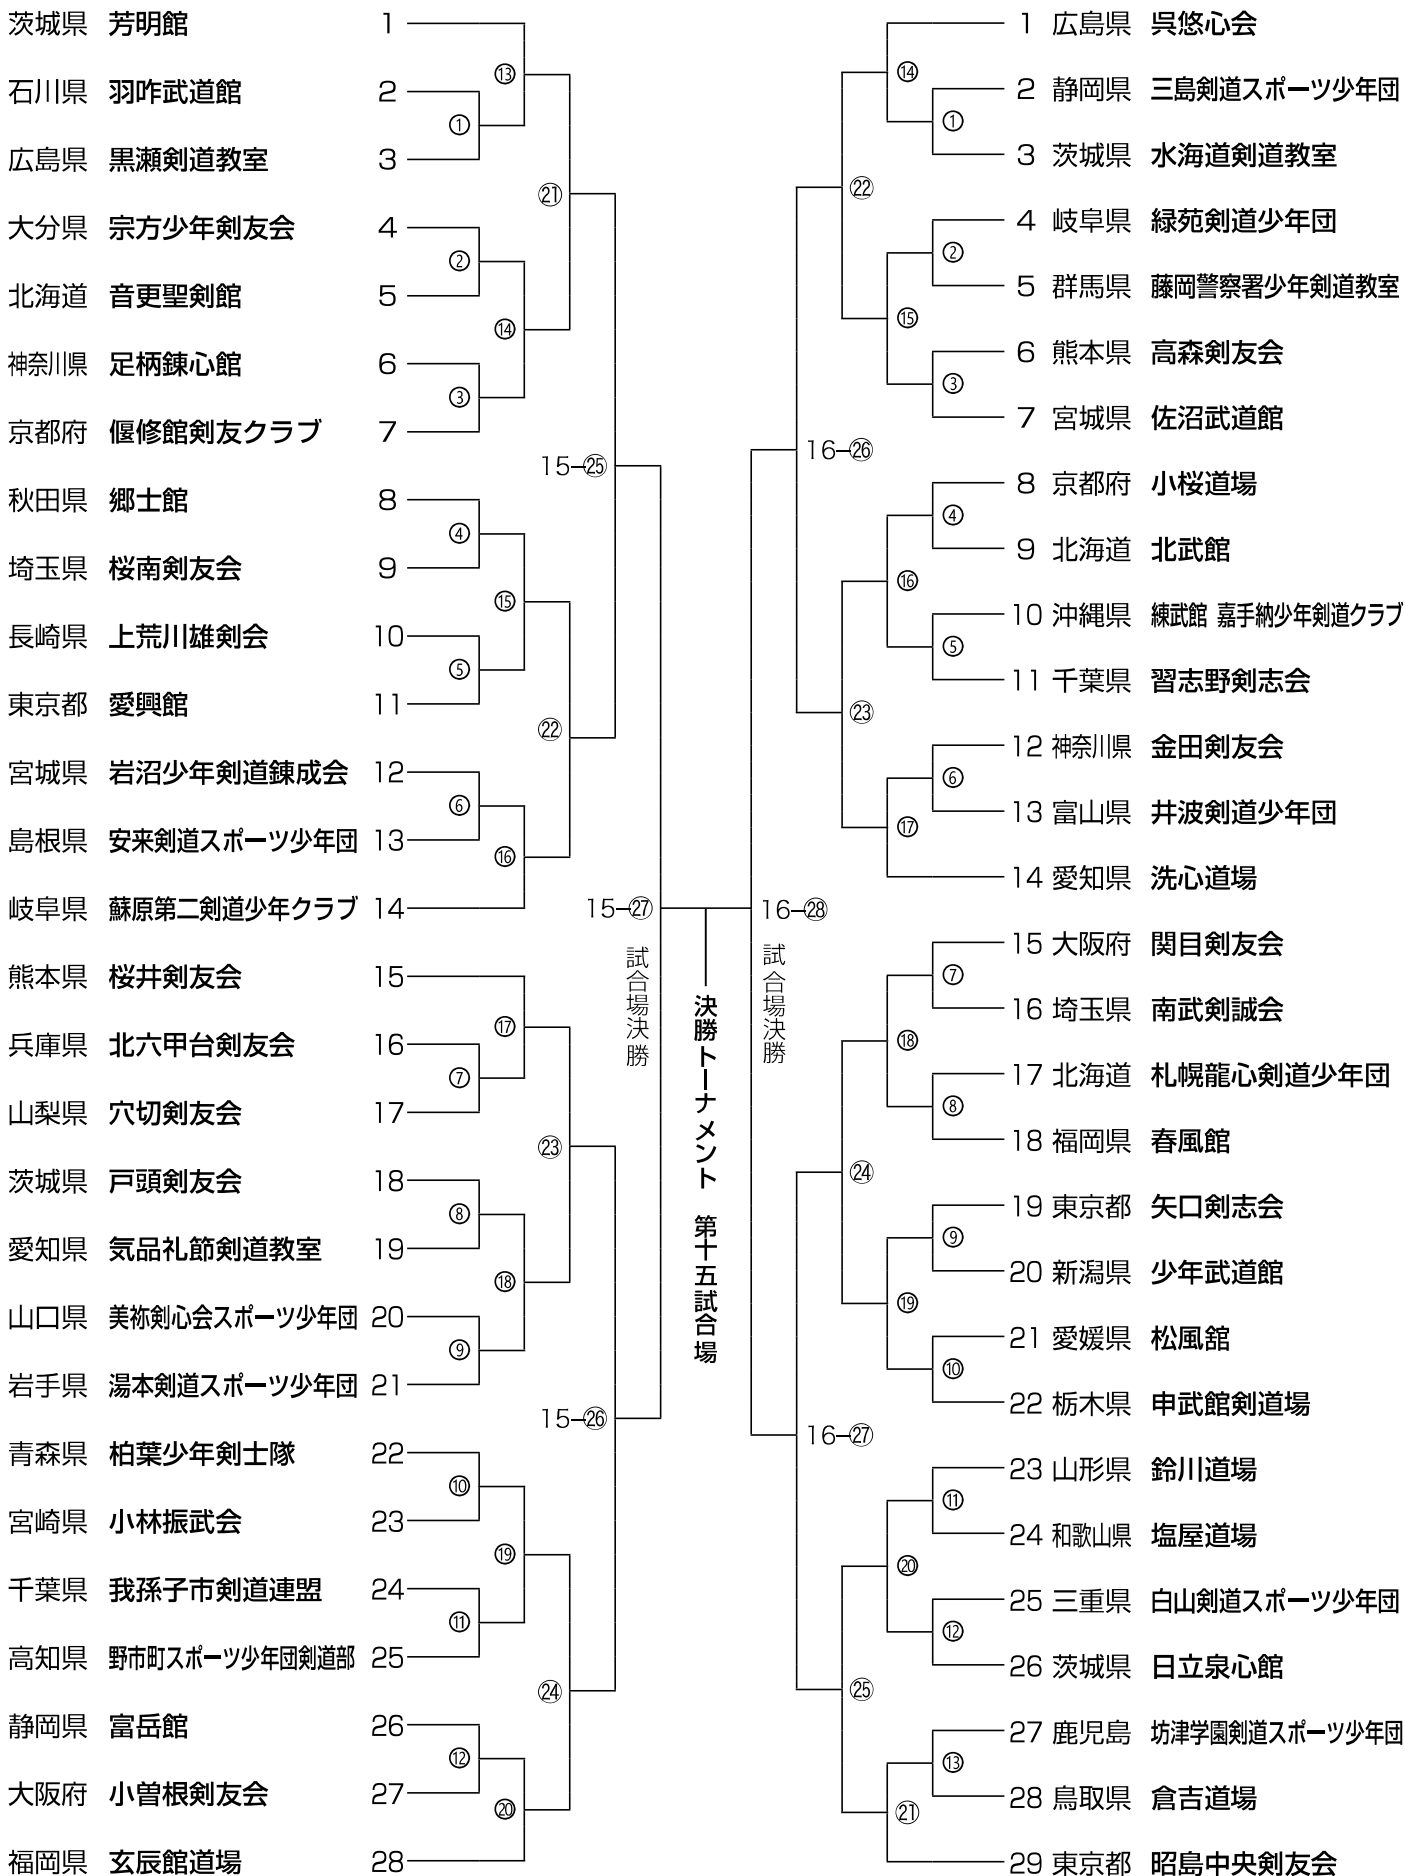 茨城県 芳明館 1
石川県 羽咋武道館 2
広島県 黒瀬剣道教室 3
大分県 宗方少年剣友会 4
北海道 音更聖剣館 5
神奈川県 足柄錬心館 6
京都府 偃修館剣友クラブ 7
秋田県 郷士館 8
埼玉県 桜南剣友会 9
長崎県 上荒川雄剣会 10
東京都 愛興館 11
宮城県 岩沼少年剣道錬成会 12
島根県 安来剣道スポーツ少年団 13
岐阜県 蘇原第二剣道少年クラブ 14
熊本県 桜井剣友会 15
兵庫県 北六甲台剣友会 16
山梨県 穴切剣友会 17
茨城県 戸頭剣友会 18
愛知県 気品礼節剣道教室 19
山口県 美祢剣心会スポーツ少年団 20
岩手県 湯本剣道スポーツ少年団 21
青森県 柏葉少年剣士隊 22
宮崎県 小林振武会 23
千葉県 我孫子市剣道連盟 24
高知県 野市町スポーツ少年団剣道部 25
静岡県 富岳館 26
大阪府 小曽根剣友会 27
福岡県 玄辰館道場 28
①
②
③
④
⑤
⑥
⑦
⑧
⑨
⑩
⑪
⑫
⑬
⑭
⑮
⑯
⑰
⑱
⑲
⑳
㉑
㉒
㉓
㉔
15-㉕
15-㉖
15-㉗
試合場決勝
決勝トーナメント 第十五試合場
16-㉘
試合場決勝
16-㉖
16-㉗
㉒
㉓
㉔
㉕
⑭
⑮
⑯
⑰
⑱
⑲
⑳
㉑
①
②
③
④
⑤
⑥
⑦
⑧
⑨
⑩
⑪
⑫
⑬
1 広島県 呉悠心会
2 静岡県 三島剣道スポーツ少年団
3 茨城県 水海道剣道教室
4 岐阜県 緑苑剣道少年団
5 群馬県 藤岡警察署少年剣道教室
6 熊本県 高森剣友会
7 宮城県 佐沼武道館
8 京都府 小桜道場
9 北海道 北武館
10 沖縄県 練武館 嘉手納少年剣道クラブ
11 千葉県 習志野剣志会
12 神奈川県 金田剣友会
13 富山県 井波剣道少年団
14 愛知県 洗心道場
15 大阪府 関目剣友会
16 埼玉県 南武剣誠会
17 北海道 札幌龍心剣道少年団
18 福岡県 春風館
19 東京都 矢口剣志会
20 新潟県 少年武道館
21 愛媛県 松風舘
22 栃木県 申武館剣道場
23 山形県 鈴川道場
24 和歌山県 塩屋道場
25 三重県 白山剣道スポーツ少年団
26 茨城県 日立泉心館
27 鹿児島 坊津学園剣道スポーツ少年団
28 鳥取県 倉吉道場
29 東京都 昭島中央剣友会